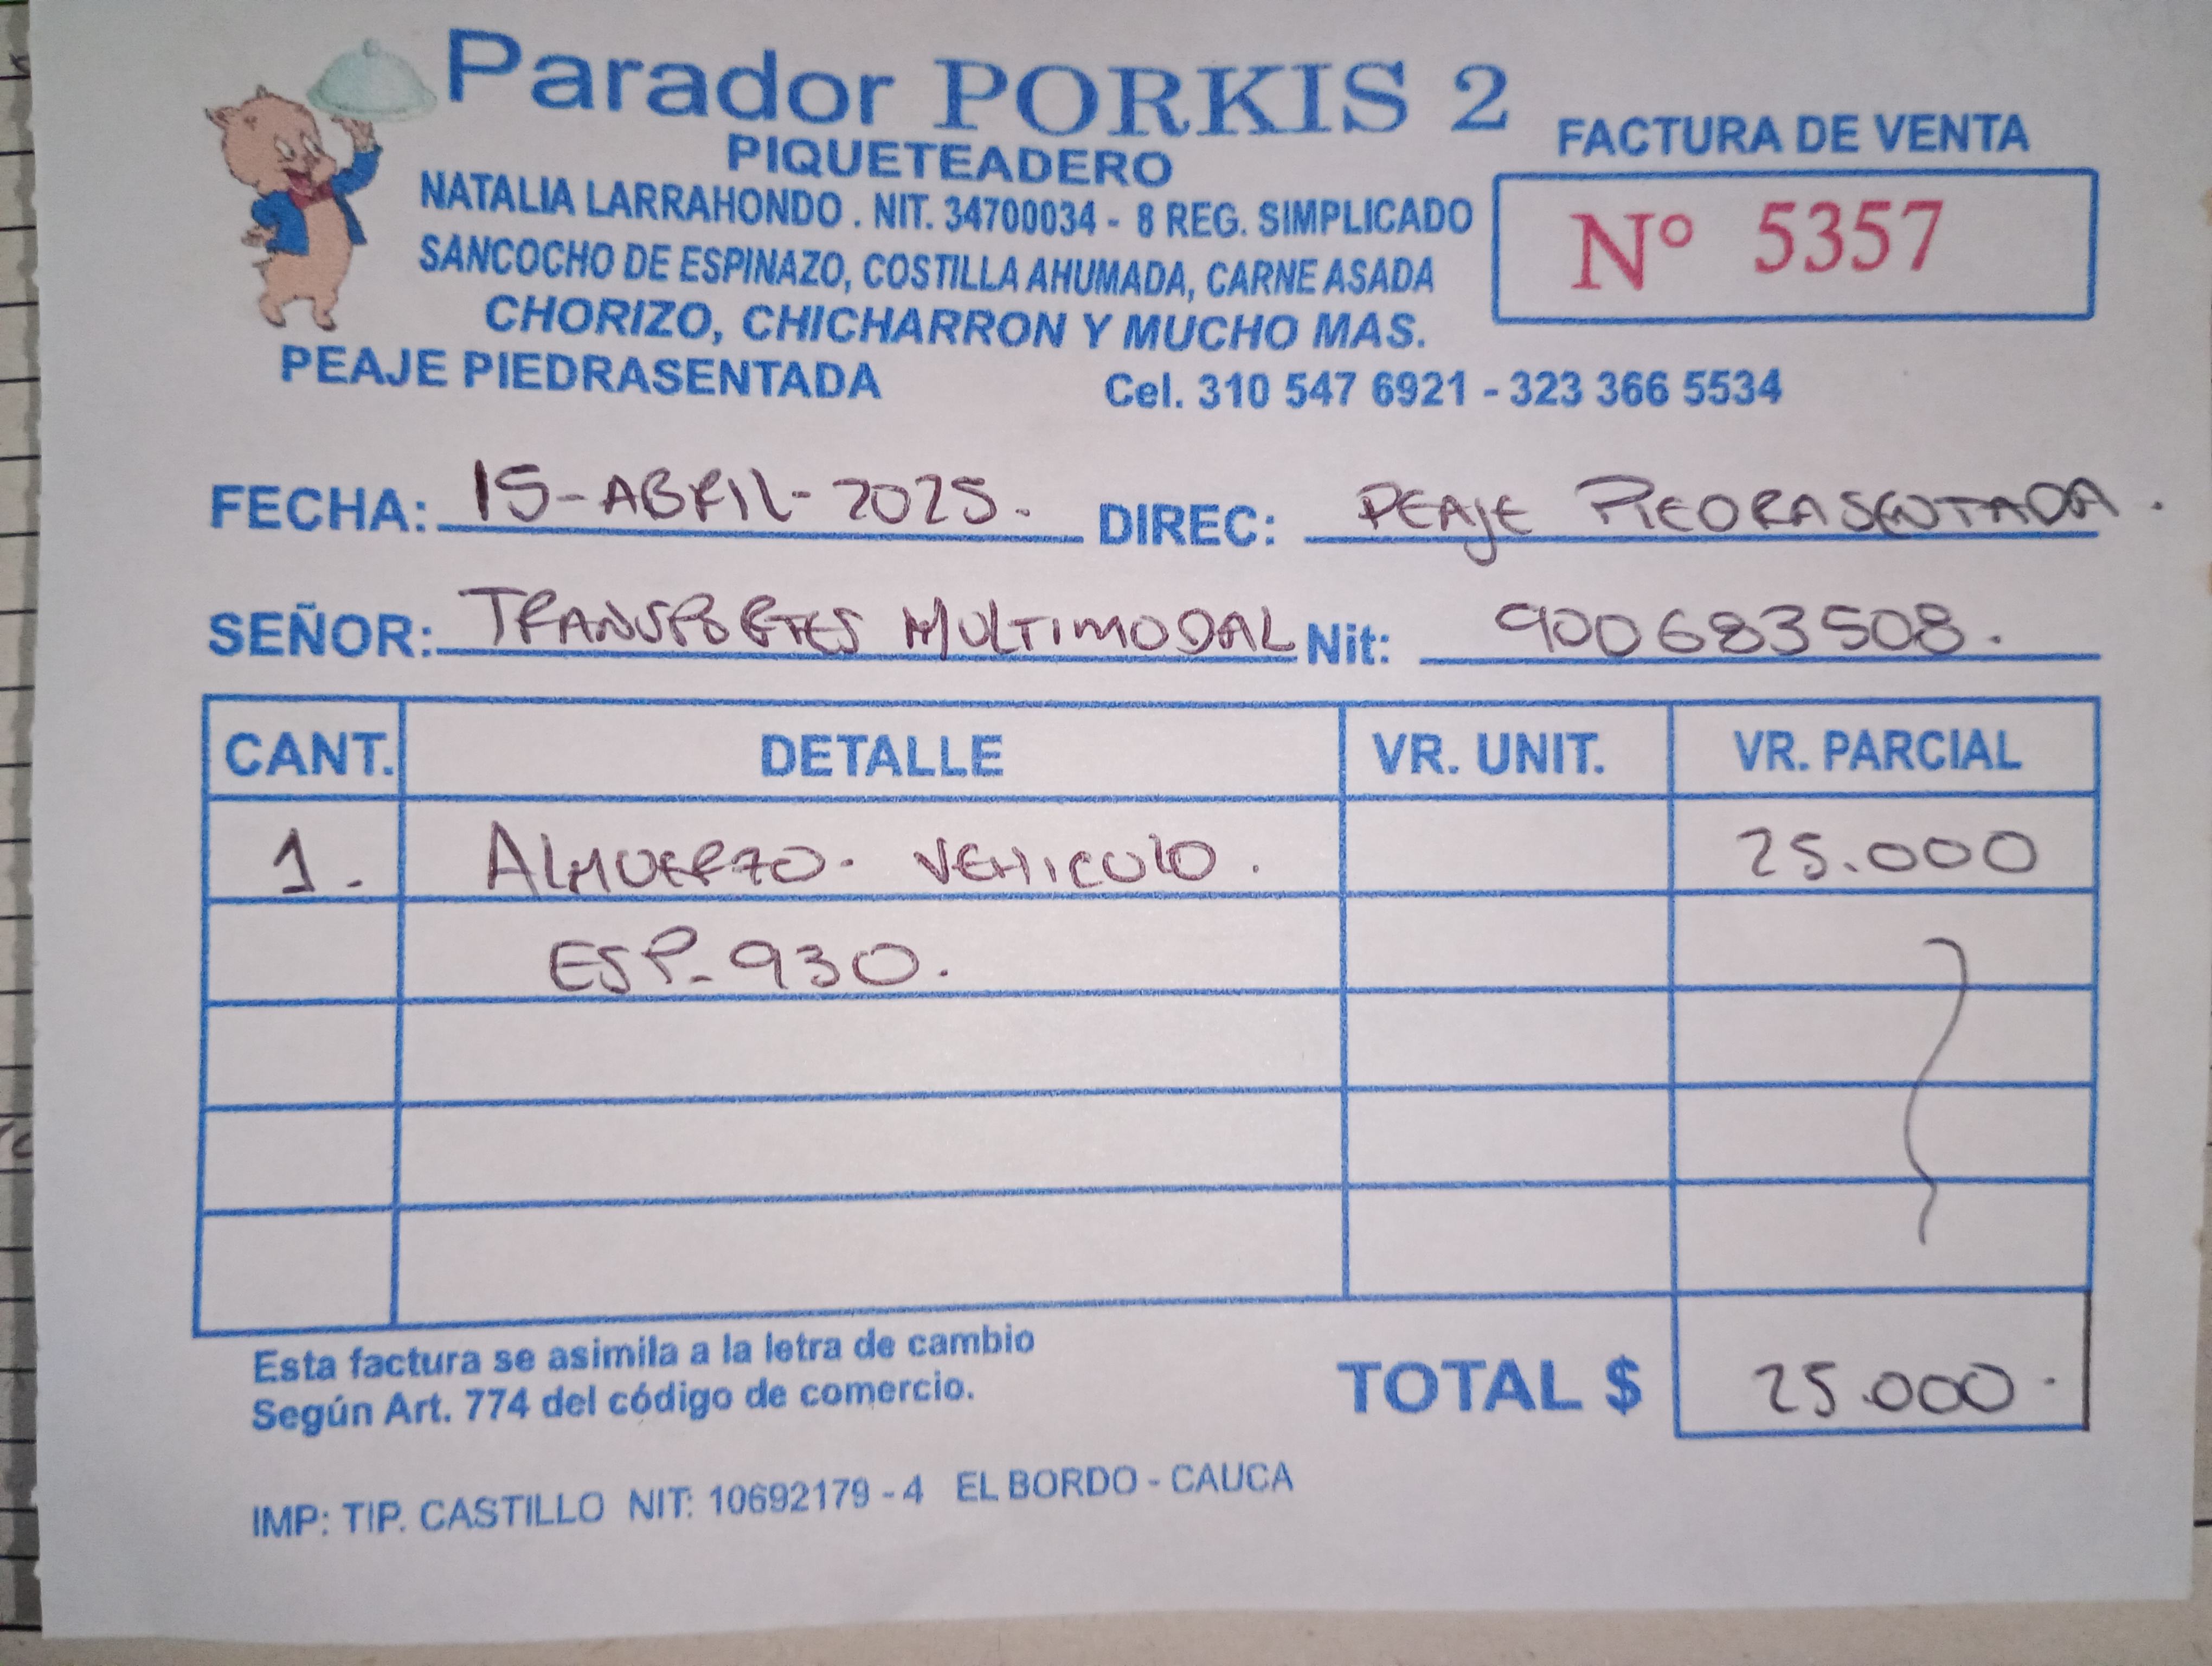 Parador PORKIS 2
PIQUETEADERO
FACTURA DE VENTA
NATALIA LARRAHONDO . NIT. 34700034 - 8 REG. SIMPLICADO
Nº 5357
SANCOCHO DE ESPINAZO, COSTILLA AHUMADA, CARNE ASADA
CHORIZO, CHICHARRON Y MUCHO MAS.
PEAJE PIEDRASENTADA Cel. 310 547 6921 - 323 366 5534
FECHA: 15-ABRIL-2025. DIREC: PEAJE PIEDRASENTADA.
SEÑOR: TRANSPORTES MULTIMODAL Nit: 900683508.
CANT. DETALLE VR. UNIT. VR. PARCIAL
1. ALMUERZO. VEHICULO. 25.000
ESP-930.
Esta factura se asimila a la letra de cambio
Según Art. 774 del código de comercio.
TOTAL $ 25.000.
IMP: TIP. CASTILLO NIT: 10692179 - 4 EL BORDO - CAUCA